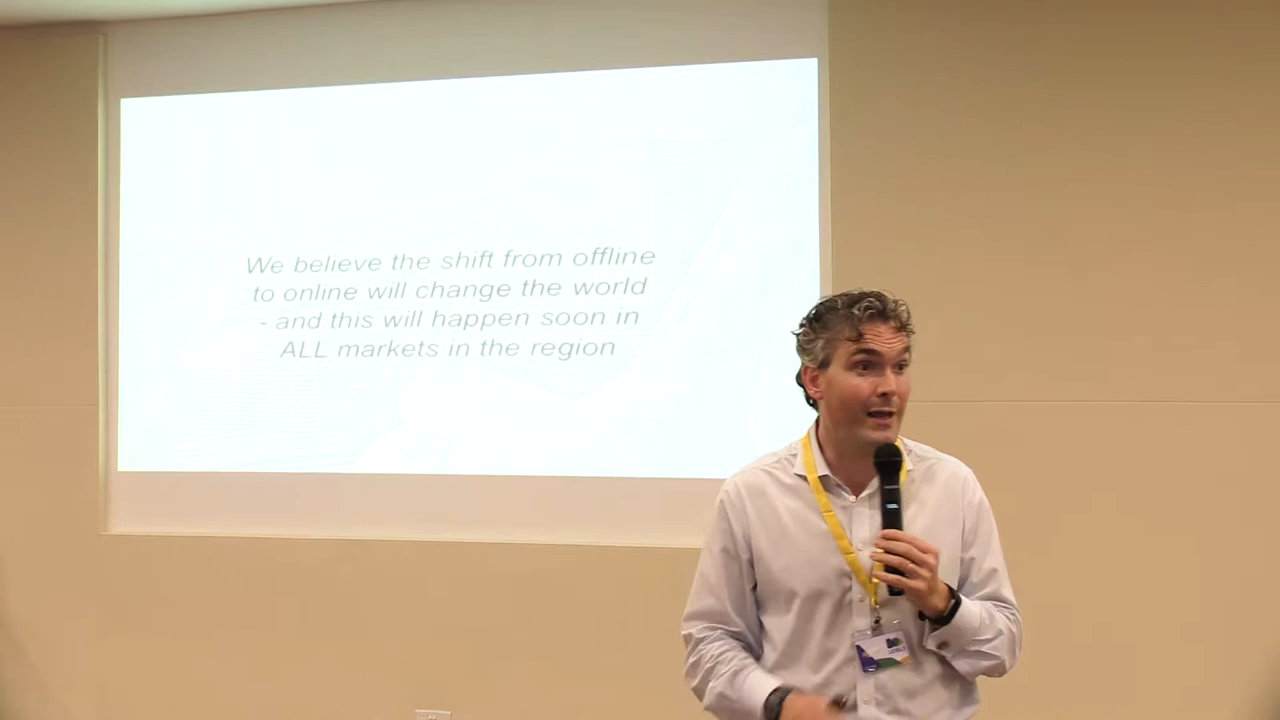 We believe the shift from offline
to online will change the world
- and this will happen soon in
ALL markets in the region